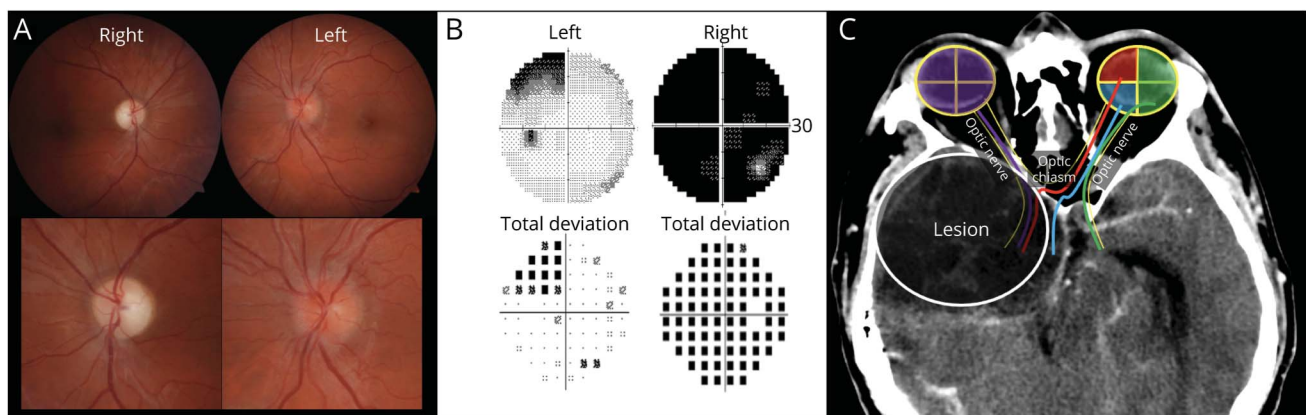 A
Right
Left
B
Left
Right
30
Total deviation
Total deviation
C
Optic nerve
Optic
chiasm
Optic nerve
Lesion